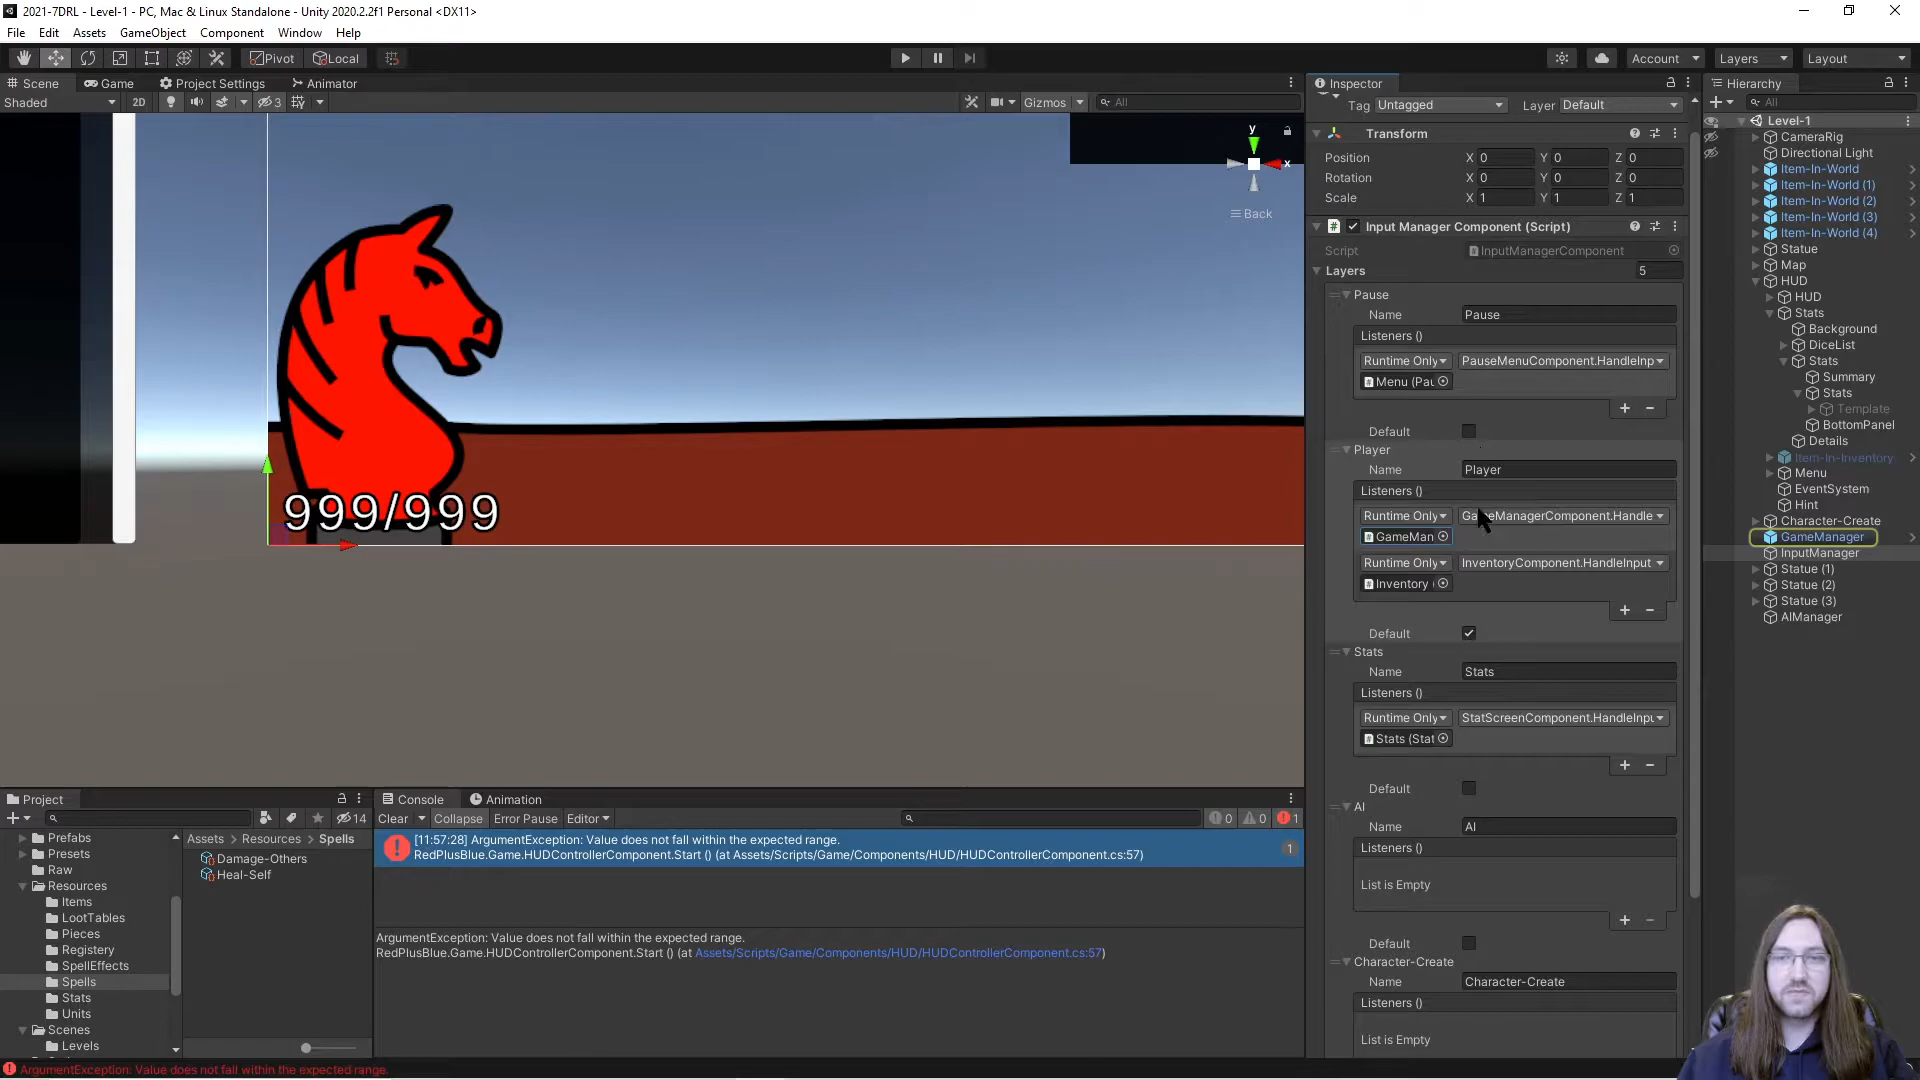 2021-7DRL - Level-1 - PC, Mac & Linux Standalone - Unity 2020.2.2f1 Personal <DX11>
File Edit Assets GameObject Component Window Help
Pivot Local Account Layers Layout
Scene Game Project Settings Animator
Shaded 2D 3 Gizmos All
y
x
Back
999/999
Inspector
Tag Untagged Layer Default
Transform
Position X 0 Y 0 Z 0
Rotation X 0 Y 0 Z 0
Scale X 1 Y 1 Z 1
Input Manager Component (Script)
Script InputManagerComponent
Layers 5
Pause
Name Pause
Listeners ()
Runtime Only PauseMenuComponent.HandleInp
Menu (Pau
Default
Player
Name Player
Listeners ()
Runtime Only GameManagerComponent.Handle
GameMan
Runtime Only InventoryComponent.HandleInput
Inventory (
Default
Stats
Name Stats
Listeners ()
Runtime Only StatScreenComponent.HandleInpu
Stats (Stat
Default
AI
Name AI
Listeners ()
List is Empty
Default
Character-Create
Name Character-Create
Listeners ()
List is Empty
Hierarchy
All
Level-1
CameraRig
Directional Light
Item-In-World
Item-In-World (1)
Item-In-World (2)
Item-In-World (3)
Item-In-World (4)
Statue
Map
HUD
HUD
Stats
Background
DiceList
Stats
Summary
Stats
Template
BottomPanel
Details
Item-In-Inventory
Menu
EventSystem
Hint
Character-Create
GameManager
InputManager
Statue (1)
Statue (2)
Statue (3)
AIManager
Project
14
Prefabs
Presets
Raw
Resources
Items
LootTables
Pieces
Registery
SpellEffects
Spells
Stats
Units
Scenes
Levels
Assets > Resources > Spells
Damage-Others
Heal-Self
Console Animation
Clear Collapse Error Pause Editor 0 0 1
[11:57:28] ArgumentException: Value does not fall within the expected range.
RedPlusBlue.Game.HUDControllerComponent.Start () (at Assets/Scripts/Game/Components/HUD/HUDControllerComponent.cs:57)
1
ArgumentException: Value does not fall within the expected range.
RedPlusBlue.Game.HUDControllerComponent.Start () (at Assets/Scripts/Game/Components/HUD/HUDControllerComponent.cs:57)
ArgumentException: Value does not fall within the expected range.